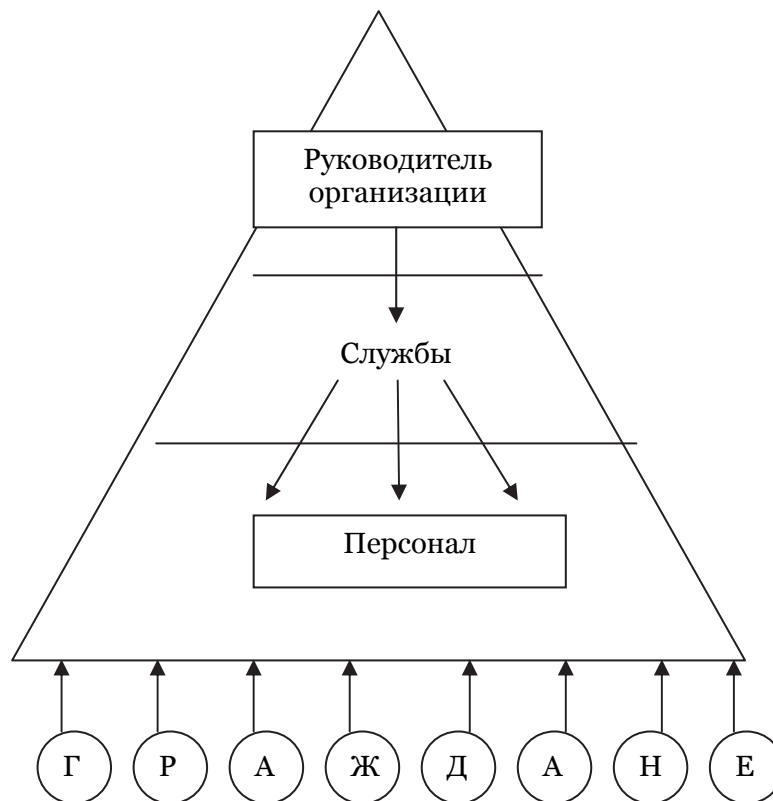 Руководитель
организации
Службы
Персонал
Г Р А Ж Д А Н Е